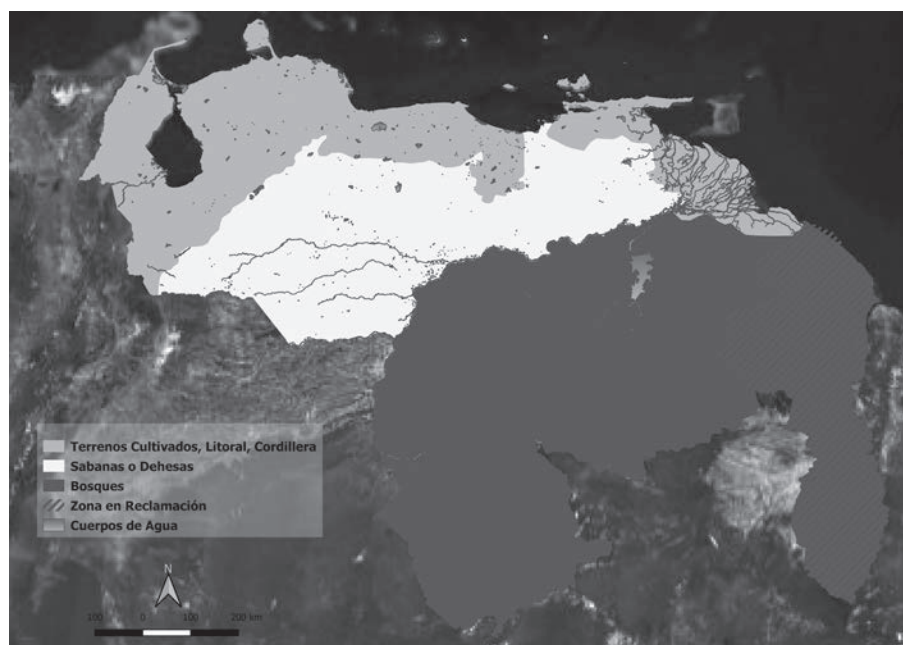 Terrenos Cultivados, Litoral, Cordillera
Sabanas o Dehesas
Bosques
Zona en Reclamación
Cuerpos de Agua
N
100 0 100 200 km